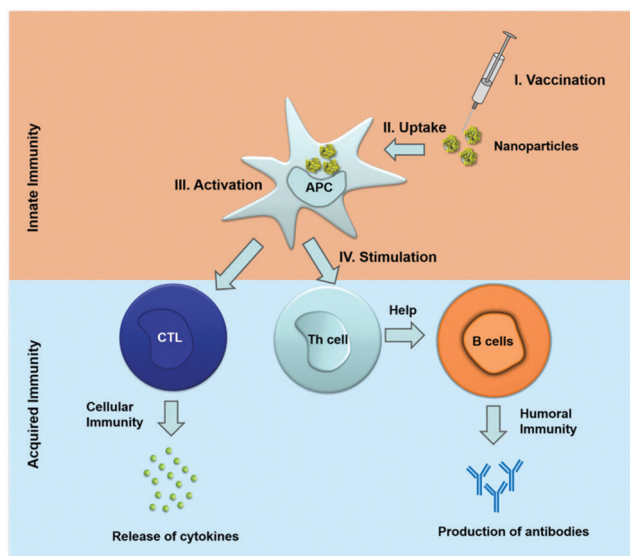 I. Vaccination
II. Uptake
Nanoparticles
III. Activation
APC
IV. Stimulation
Innate Immunity
CTL
Th cell
Help
B cells
Cellular
Immunity
Humoral
Immunity
Release of cytokines
Production of antibodies
Acquired Immunity